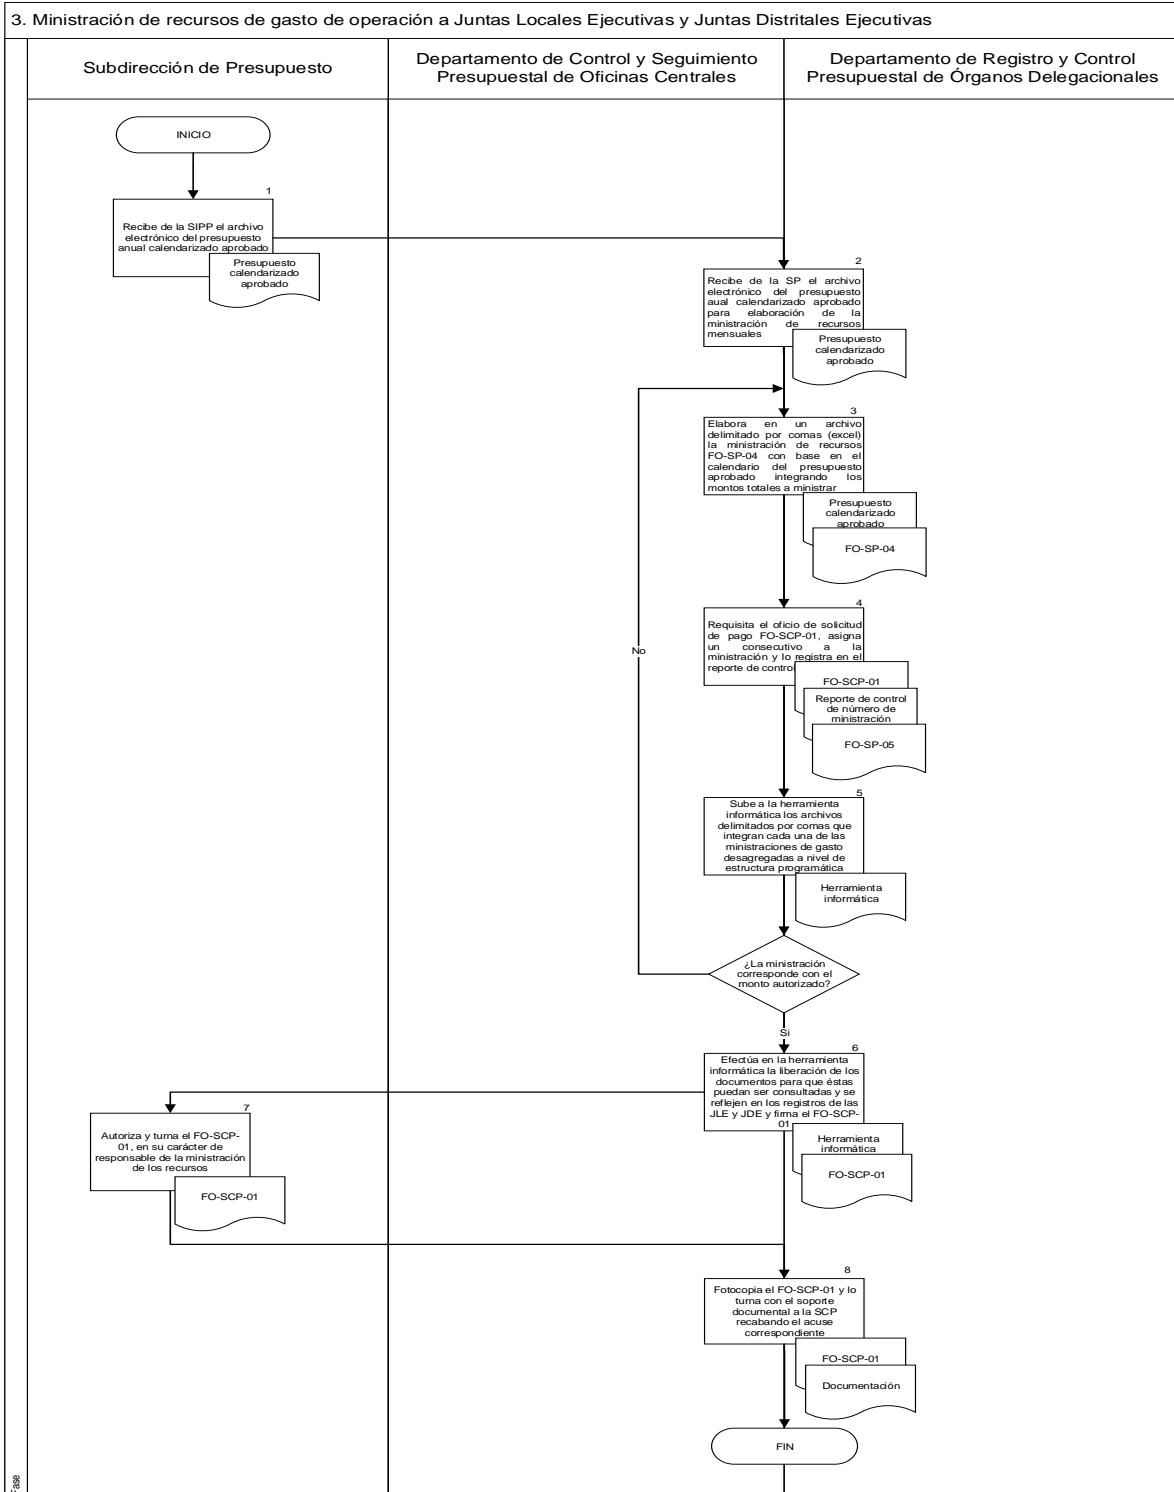 3. Ministración de recursos de gasto de operación a Juntas Locales Ejecutivas y Juntas Distritales Ejecutivas
Subdirección de Presupuesto
Departamento de Control y Seguimiento
Presupuestal de Oficinas Centrales
Departamento de Registro y Control
Presupuestal de Órganos Delegacionales
INICIO
1
Recibe de la SIPP el archivo
electrónico del presupuesto
anual calendarizado aprobado
Presupuesto
calendarizado
aprobado
2
Recibe de la SP el archivo
electrónico del presupuesto
aual calendarizado aprobado
para elaboración de la
ministración de recursos
mensuales
Presupuesto
calendarizado
aprobado
3
Elabora en un archivo
delimitado por comas (excel)
la ministración de recursos
FO-SP-04 con base en el
calendario del presupuesto
aprobado integrando los
montos totales a ministrar
Presupuesto
calendarizado
aprobado
FO-SP-04
4
Requisita el oficio de solicitud
de pago FO-SCP-01, asigna
un consecutivo a la
ministración y lo registra en el
reporte de control
FO-SCP-01
Reporte de control
de número de
ministración
FO-SP-05
No
5
Sube a la herramienta
informática los archivos
delimitados por comas que
integran cada una de las
ministraciones de gasto
desagregadas a nivel de
estructura programática
Herramienta
informática
¿La ministración
corresponde con el
monto autorizado?
Si
6
Efectúa en la herramienta
informática la liberación de los
documentos para que éstas
puedan ser consultadas y se
reflejen en los registros de las
JLE y JDE y firma el FO-SCP-
01
Herramienta
informática
FO-SCP-01
7
Autoriza y turna el FO-SCP-
01, en su carácter de
responsable de la ministración
de los recursos
FO-SCP-01
8
Fotocopia el FO-SCP-01 y lo
turna con el soporte
documental a la SCP
recabando el acuse
correspondiente
FO-SCP-01
Documentación
FIN
Fase